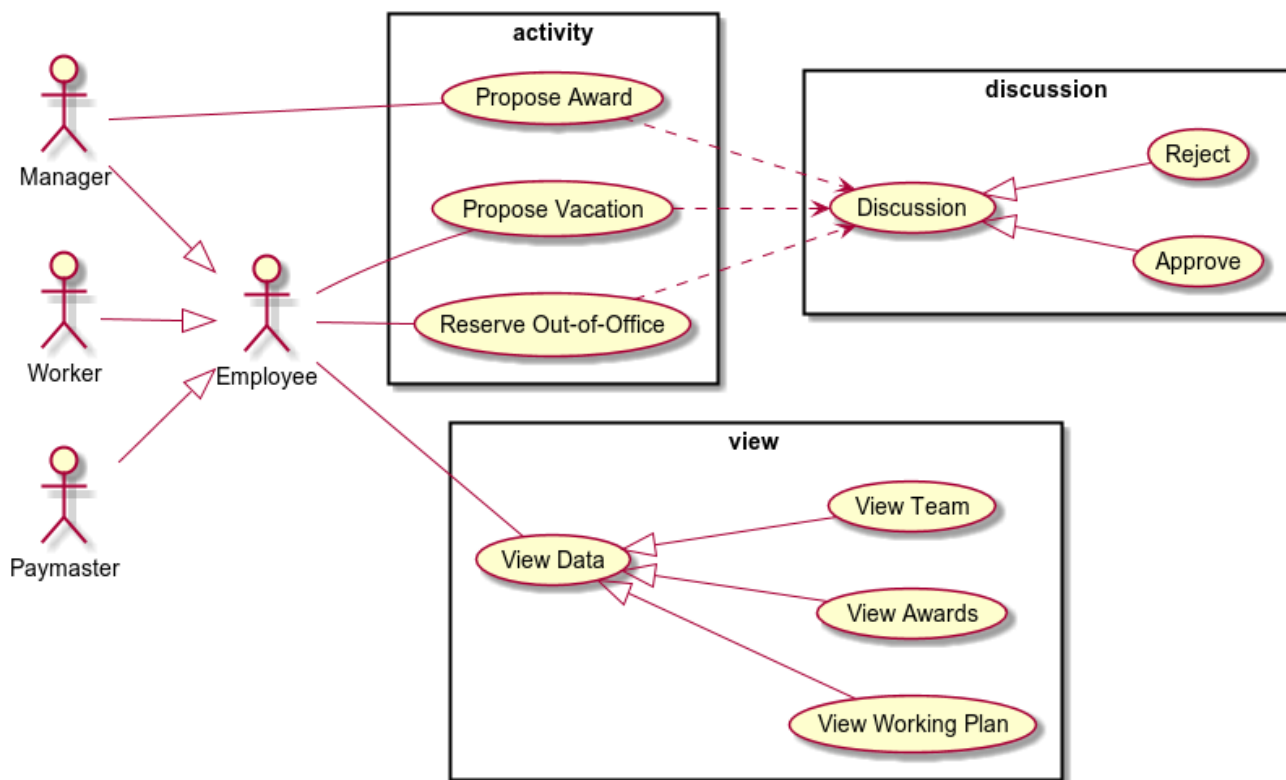 activity
Propose Award
Propose Vacation
Reserve Out-of-Office
discussion
Discussion
Reject
Approve
Manager
Worker
Employee
Paymaster
view
View Data
View Team
View Awards
View Working Plan